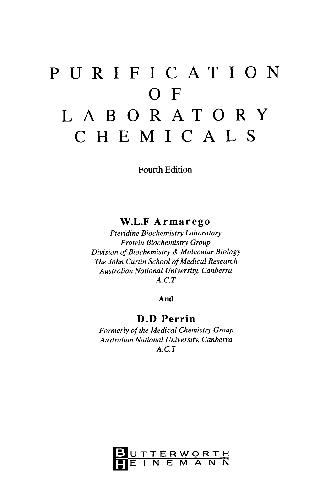 PURIFICATION
OF
LABORATORY
CHEMICALS
Fourth Edition
W.L.F Armarego
Pteridine Biochemistry Laboratory
Protein Biochemistry Group
Division of Biochemistry & Molecular Biology
The John Curtin School of Medical Research
Australian National University, Canberra
A.C.T
And
D.D Perrin
Formerly of the Medical Chemistry Group
Australian National University, Canberra
A.C.T
BUTTERWORTH
HEINEMANN